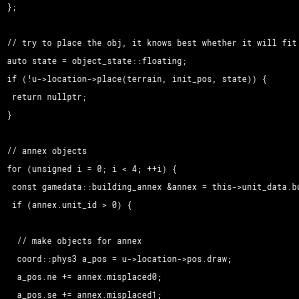 };
// try to place the obj, it knows best whether it will fit
auto state = object_state::floating;
if (!u->location->place(terrain, init_pos, state)) {
return nullptr;
}
// annex objects
for (unsigned i = 0; i < 4; ++i) {
const gamedata::building_annex &annex = this->unit_data.bu
if (annex.unit_id > 0) {
// make objects for annex
coord::phys3 a_pos = u->location->pos.draw;
a_pos.ne += annex.misplaced0;
a_pos.se += annex.misplaced1;